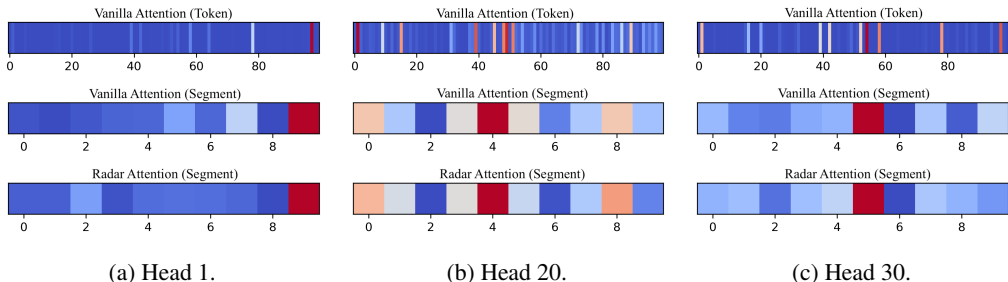 Vanilla Attention (Token)
0 20 40 60 80
Vanilla Attention (Segment)
0 2 4 6 8
Radar Attention (Segment)
0 2 4 6 8
(a) Head 1.
Vanilla Attention (Token)
0 20 40 60 80
Vanilla Attention (Segment)
0 2 4 6 8
Radar Attention (Segment)
0 2 4 6 8
(b) Head 20.
Vanilla Attention (Token)
0 20 40 60 80
Vanilla Attention (Segment)
0 2 4 6 8
Radar Attention (Segment)
0 2 4 6 8
(c) Head 30.